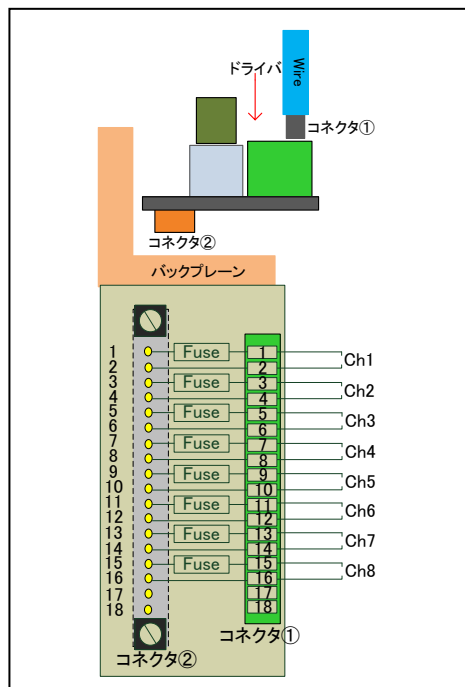 ドライバ
Wire
コネクタ①
コネクタ②
バックプレーン
1 Fuse 1 Ch1
2 2
3 Fuse 3 Ch2
4 4
5 Fuse 5 Ch3
6 6
7 Fuse 7 Ch4
8 8
9 Fuse 9 Ch5
10 10
11 Fuse 11 Ch6
12 12
13 Fuse 13 Ch7
14 14
15 Fuse 15 Ch8
16 16
17 17
18 18
コネクタ①
コネクタ②